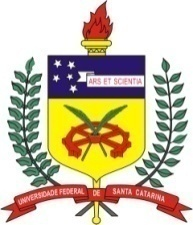 ARS ET SCIENTIA
UNIVERSIDADE FEDERAL DE SANTA CATARINA